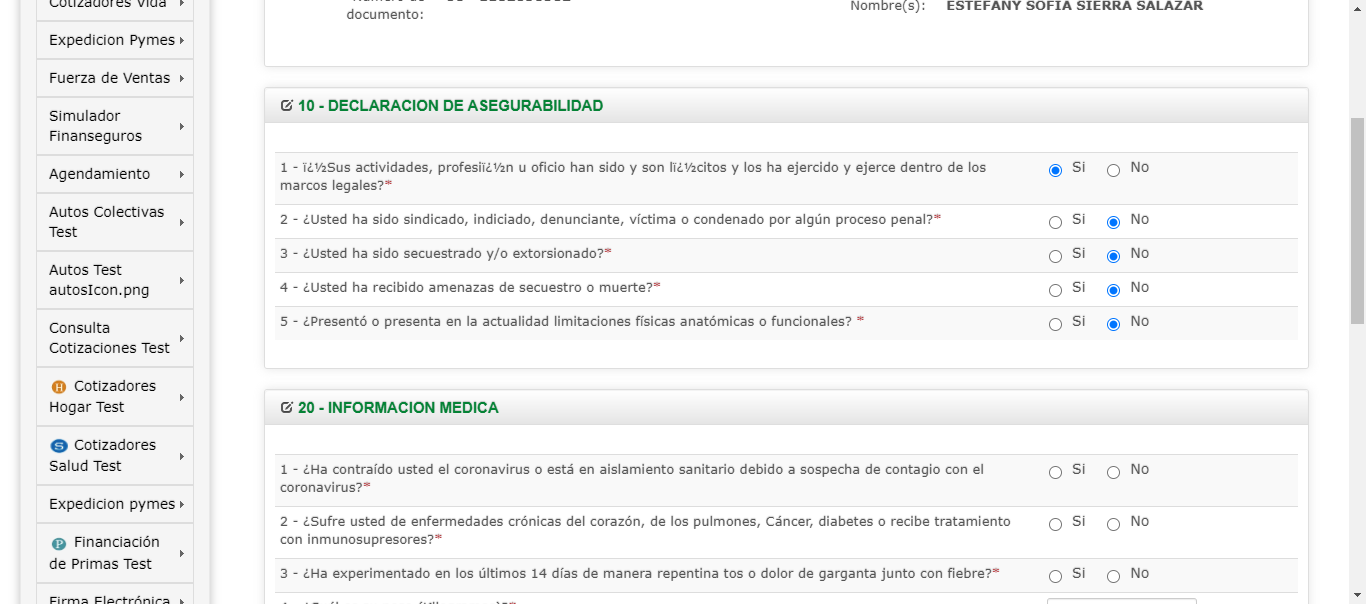 Cotizadores Vida
Expedicion Pymes
Fuerza de Ventas
Simulador
Finanseguros
Agendamiento
Autos Colectivas
Test
Autos Test
autosIcon.png
Consulta
Cotizaciones Test
H Cotizadores
Hogar Test
S Cotizadores
Salud Test
Expedicion pymes
P Financiación
de Primas Test
Firma Electrónica
documento:
Nombre(s): ESTEFANY SOFIA SIERRA SALAZAR
10 - DECLARACION DE ASEGURABILIDAD
1 - ï¿½Sus actividades, profesiï¿½n u oficio han sido y son lï¿½citos y los ha ejercido y ejerce dentro de los Si No
marcos legales?*
2 - ¿Usted ha sido sindicado, indiciado, denunciante, víctima o condenado por algún proceso penal?* Si No
3 - ¿Usted ha sido secuestrado y/o extorsionado?* Si No
4 - ¿Usted ha recibido amenazas de secuestro o muerte?* Si No
5 - ¿Presentó o presenta en la actualidad limitaciones físicas anatómicas o funcionales? * Si No
20 - INFORMACION MEDICA
1 - ¿Ha contraído usted el coronavirus o está en aislamiento sanitario debido a sospecha de contagio con el Si No
coronavirus?*
2 - ¿Sufre usted de enfermedades crónicas del corazón, de los pulmones, Cáncer, diabetes o recibe tratamiento Si No
con inmunosupresores?*
3 - ¿Ha experimentado en los últimos 14 días de manera repentina tos o dolor de garganta junto con fiebre?* Si No